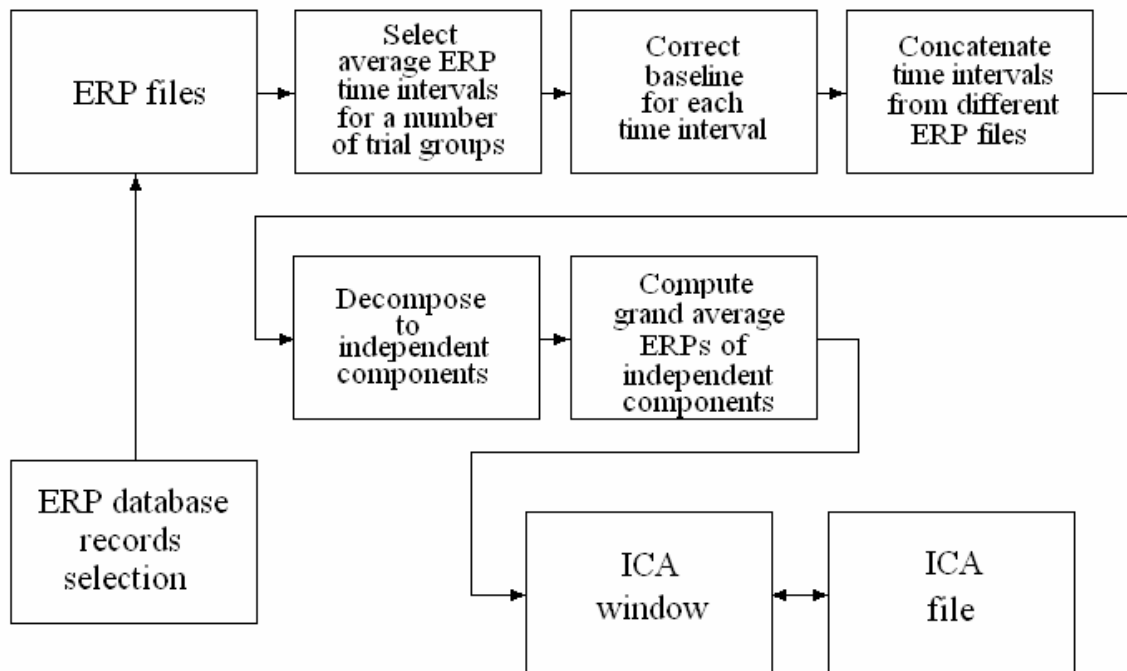 ERP files
Select
average ERP
time intervals
for a number
of trial groups
Correct
baseline
for each
time interval
Concatenate
time intervals
from different
ERP files
Decompose
to
independent
components
Compute
grand average
ERPs of
independent
components
ERP database
records
selection
ICA
window
ICA
file